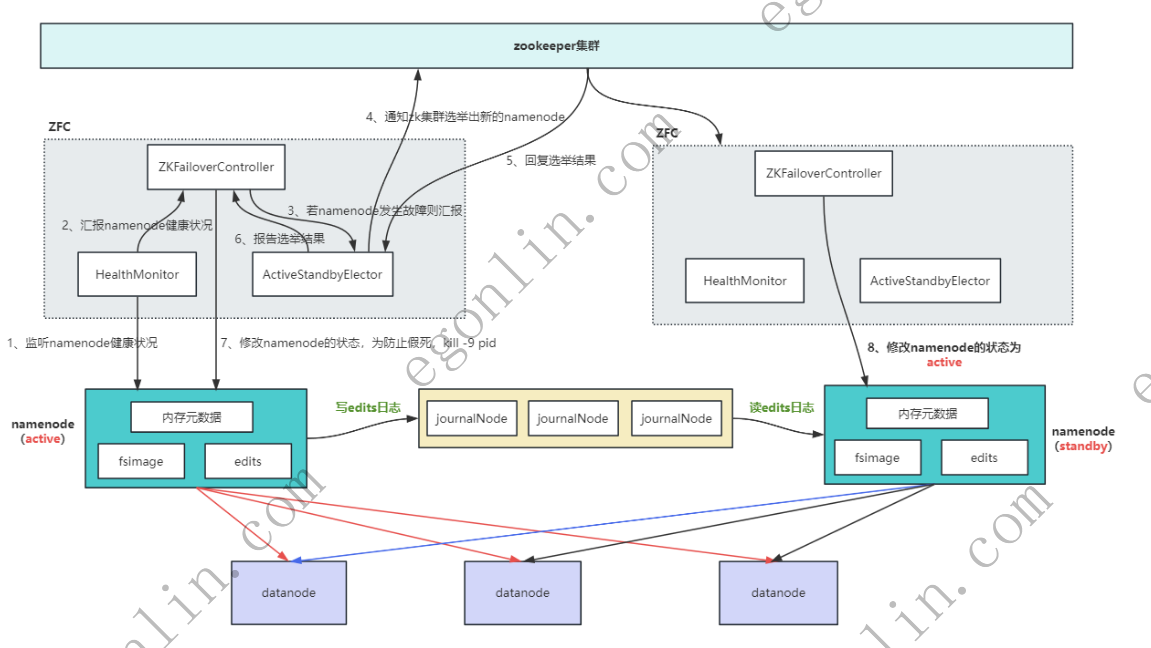 zookeeper集群
4、通知zk集群选举出新的namenode
ZFC
ZFC
5、回复选举结果
ZKFailoverController
ZKFailoverController
3、若namenode发生故障则汇报
2、汇报namenode健康状况
6、报告选举结果
HealthMonitor
ActiveStandbyElector
HealthMonitor
ActiveStandbyElector
1、监听namenode健康状况
7、修改namenode的状态，为防止假死，kill -9 pid
8、修改namenode的状态为
active
namenode
（active）
内存元数据
fsimage
edits
写edits日志
journalNode
journalNode
journalNode
读edits日志
内存元数据
fsimage
edits
namenode
（standby）
datanode
datanode
datanode
egonlin.com
egonlin.com